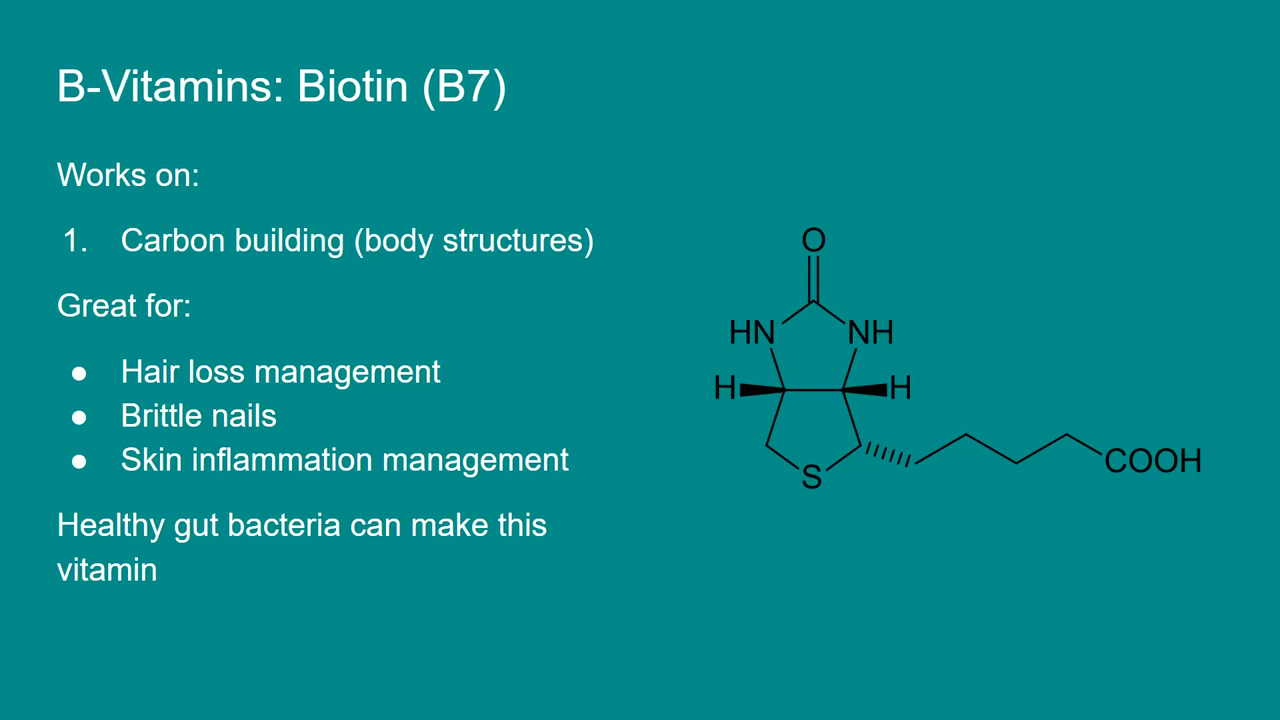 B-Vitamins: Biotin (B7)
Works on:
1. Carbon building (body structures)
Great for:
● Hair loss management
● Brittle nails
● Skin inflammation management
Healthy gut bacteria can make this
vitamin
O
HN NH
H H
S
COOH